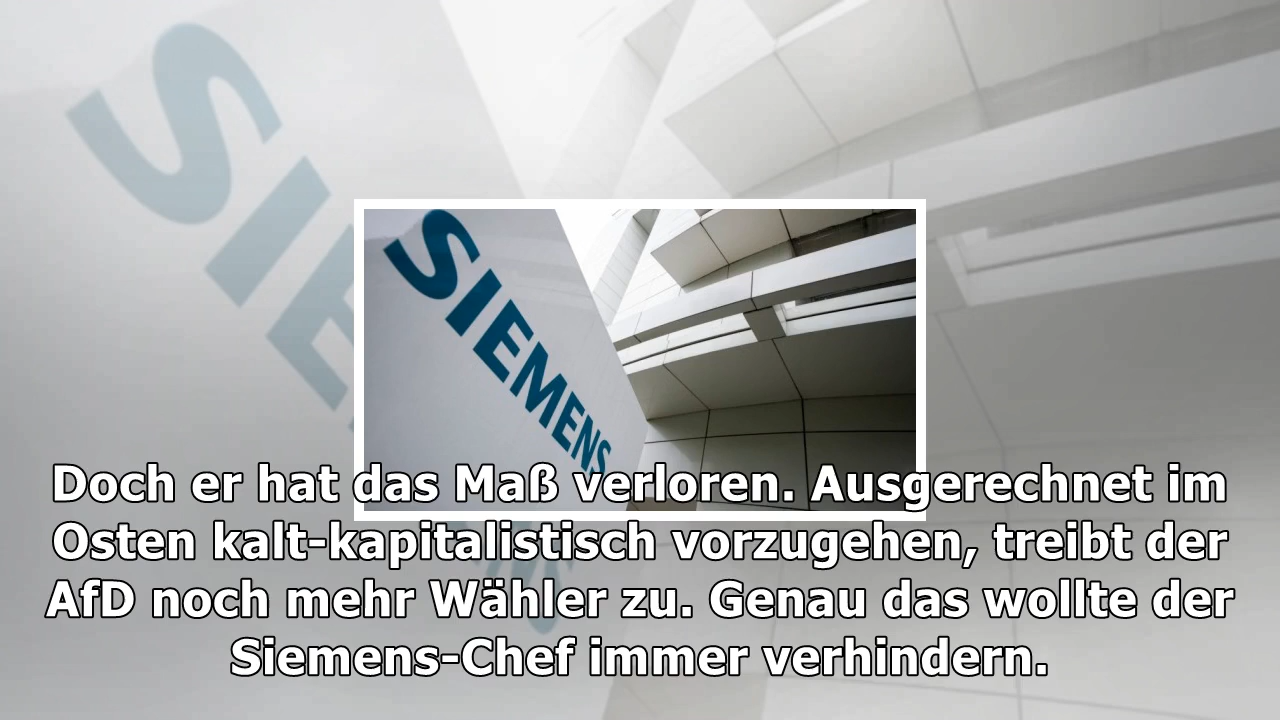 SIEMENS
Doch er hat das Maß verloren. Ausgerechnet im
Osten kalt-kapitalistisch vorzugehen, treibt der
AfD noch mehr Wähler zu. Genau das wollte der
Siemens-Chef immer verhindern.